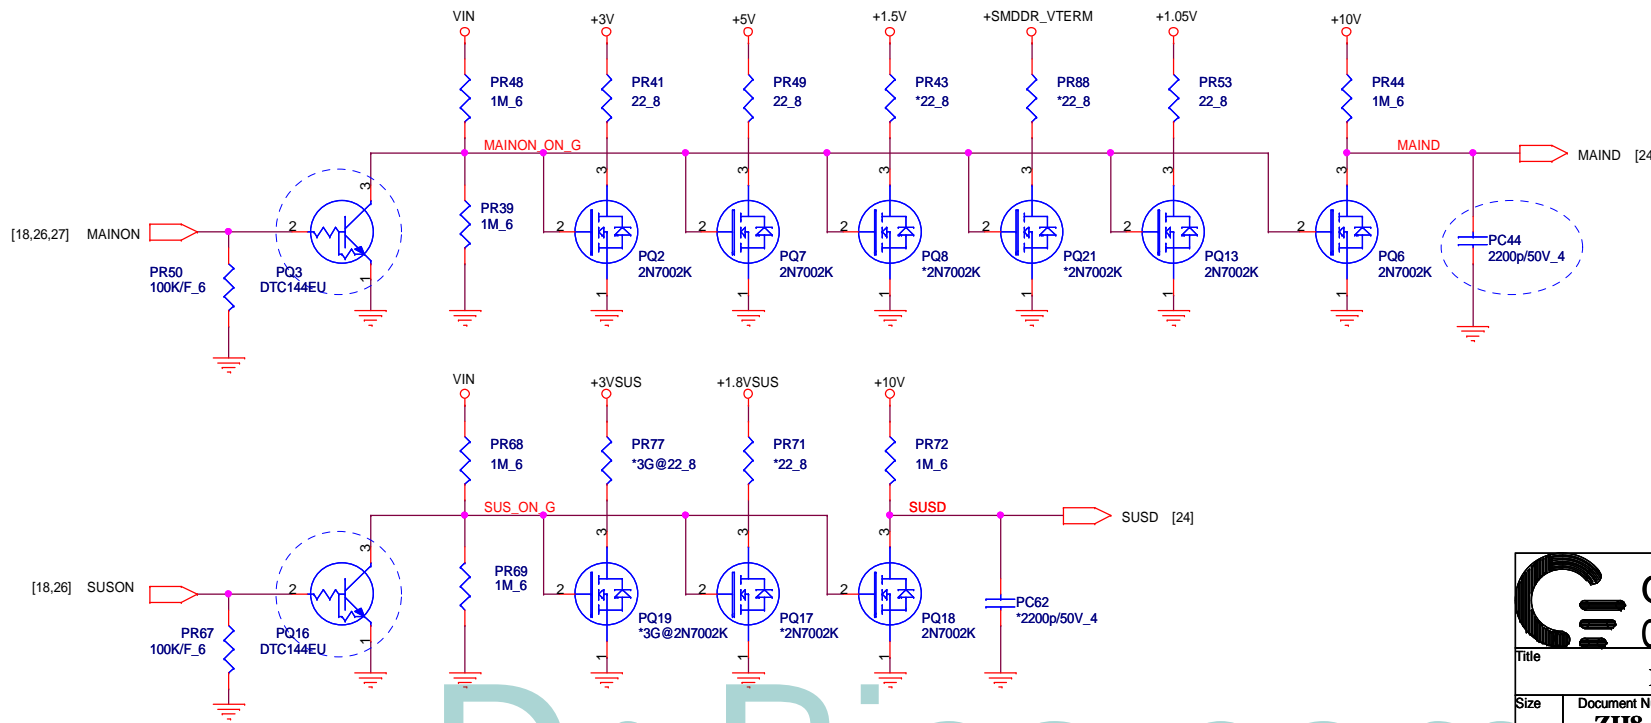 VIN
+3V
+5V
+1.5V
+SMDDR_VTERM
+1.05V
+10V
PR48
1M_6
PR41
22_8
PR49
22_8
PR43
*22_8
PR88
*22_8
PR53
22_8
PR44
1M_6
MAINON_ON_G
MAIND
MAIND [24
3
3
3
3
3
3
3
[18,26,27] MAINON
2
2
2
2
2
2
2
PR39
1M_6
PR50
100K/F_6
PQ3
DTC144EU
PQ2
2N7002K
PQ7
2N7002K
PQ8
*2N7002K
PQ21
*2N7002K
PQ13
2N7002K
PQ6
2N7002K
PC44
2200p/50V_4
1
1
1
1
1
1
1
VIN
+3VSUS
+1.8VSUS
+10V
PR68
1M_6
PR77
*3G@22_8
PR71
*22_8
PR72
1M_6
SUS_ON_G
SUSD
SUSD [24]
3
3
3
3
[18,26] SUSON
2
2
2
2
PR69
1M_6
PR67
100K/F_6
PQ16
DTC144EU
PQ19
*3G@2N7002K
PQ17
*2N7002K
PQ18
2N7002K
PC62
*2200p/50V_4
1
1
1
1
Title
Size
Document N